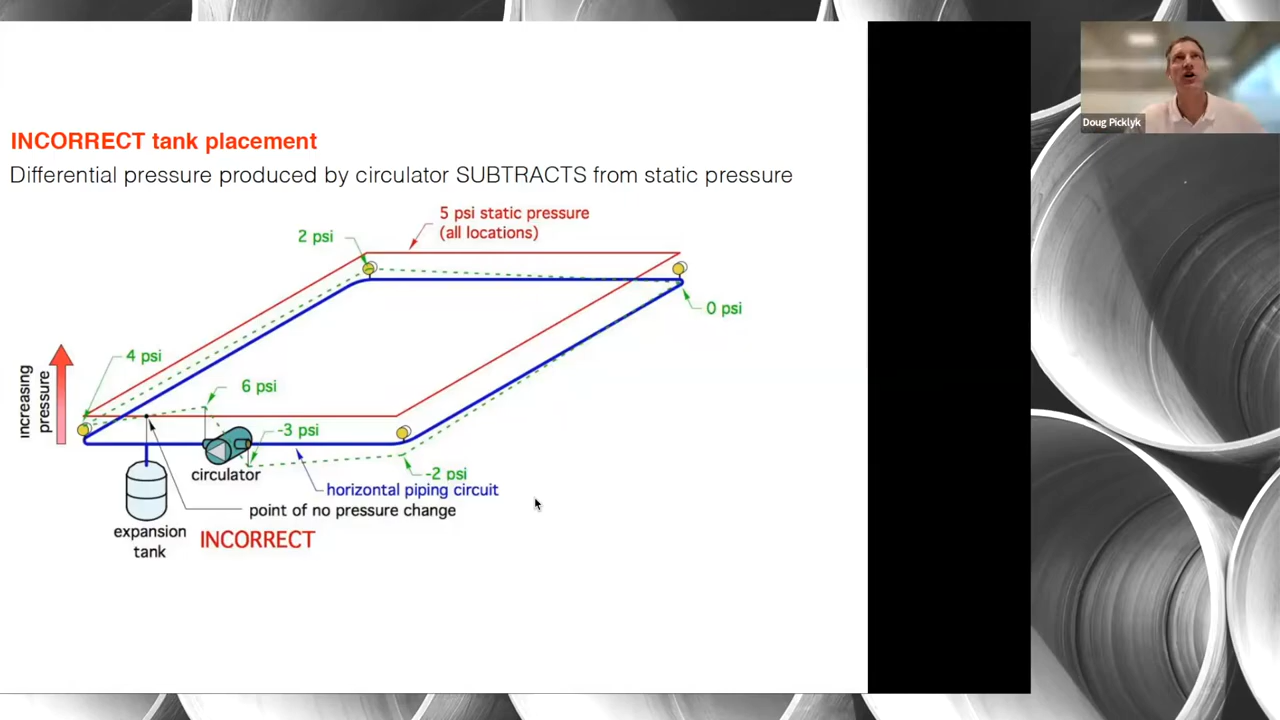 Doug Picklyk
INCORRECT tank placement
Differential pressure produced by circulator SUBTRACTS from static pressure
5 psi static pressure
(all locations)
2 psi
0 psi
increasing
pressure
4 psi
6 psi
-3 psi
circulator
-2 psi
horizontal piping circuit
point of no pressure change
expansion
tank
INCORRECT